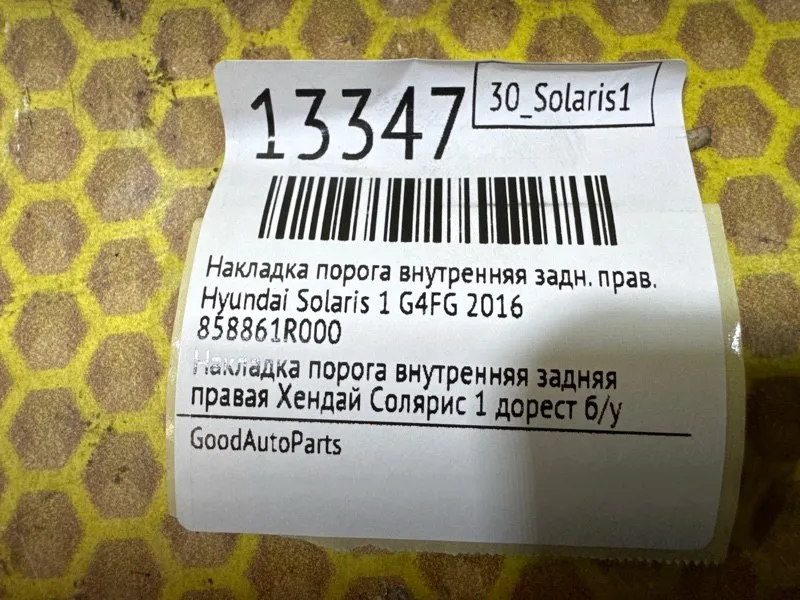 13347
30_Solaris1
Накладка порога внутренняя задн. прав.
Hyundai Solaris 1 G4FG 2016
858861R000
Накладка порога внутренняя задняя
правая Хендай Солярис 1 дорест б/у
GoodAutoParts